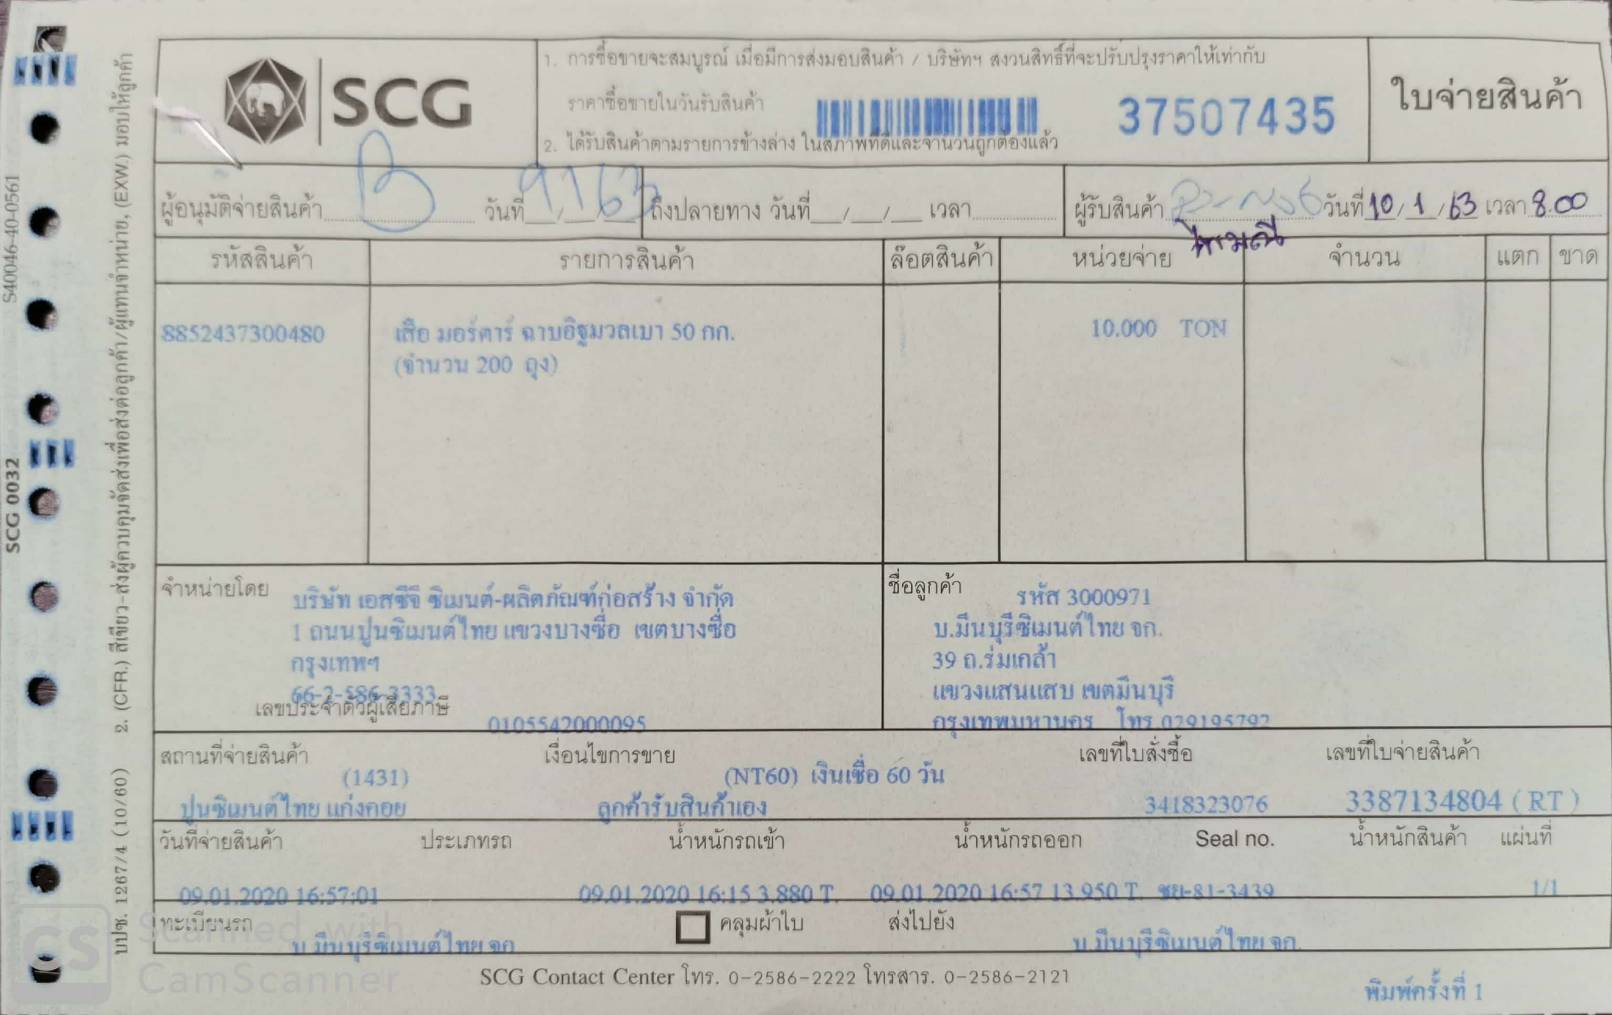 SCG
1. การซื้อขายจะสมบูรณ์ เมื่อมีการส่งมอบสินค้า / บริษัทฯ สงวนสิทธิ์ที่จะปรับปรุงราคาให้เท่ากับ
ราคาซื้อขายในวันรับสินค้า
37507435
2. ได้รับสินค้าตามรายการข้างล่าง ในสภาพที่ดีและจำนวนถูกต้องแล้ว
ใบจ่ายสินค้า
ผู้อนุมัติจ่ายสินค้า B วันที่ 9/1/63 ถึงปลายทาง วันที่__/__/__ เวลา ผู้รับสินค้า วันที่ 10/1/63 เวลา 8.00
รหัสสินค้า รายการสินค้า ล๊อตสินค้า หน่วยจ่าย จำนวน แตก ขาด
8852437300480 เสือ มอร์ตาร์ ฉาบอิฐมวลเบา 50 กก. 10.000 TON
(จำนวน 200 ถุง)
จำหน่ายโดย
บริษัท เอสซีจี ซิเมนต์-ผลิตภัณฑ์ก่อสร้าง จำกัด
1 ถนนปูนซิเมนต์ไทย แขวงบางซื่อ เขตบางซื่อ
กรุงเทพฯ
66-2-586-3333
เลขประจำตัวผู้เสียภาษี 0105542000095
ชื่อลูกค้า
รหัส 3000971
บ.มีนบุรีซิเมนต์ไทย จก.
39 ถ.ร่มเกล้า
แขวงแสนแสบ เขตมีนบุรี
กรุงเทพมหานคร โทร.029195792
สถานที่จ่ายสินค้า เงื่อนไขการขาย เลขที่ใบสั่งซื้อ เลขที่ใบจ่ายสินค้า
(1431) (NT60) เงินเชื่อ 60 วัน
ปูนซิเมนต์ไทย แก่งคอย ลูกค้ารับสินค้าเอง 3418323076 3387134804 ( RT )
วันที่จ่ายสินค้า ประเภทรถ น้ำหนักรถเข้า น้ำหนักรถออก Seal no. น้ำหนักสินค้า แผ่นที่
09.01.2020 16:57:01 09.01.2020 16:15 3.880 T. 09.01.2020 16:57 13.950 T. ชย-81-3439 1/1
ทะเบียนรถ คลุมผ้าใบ ส่งไปยัง
บ.มีนบุรีซิเมนต์ไทย จก. บ.มีนบุรีซิเมนต์ไทย จก.
SCG Contact Center โทร. 0-2586-2222 โทรสาร. 0-2586-2121
พิมพ์ครั้งที่ 1
S40046-40-0561
SCG 0032
บปซ. 1267/4 (10/60) 2. (CFR.) สีเขียว-ส่งผู้ควบคุมจัดส่งเพื่อส่งต่อลูกค้า/ผู้แทนจำหน่าย, (EXW.) มอบให้ลูกค้า
CS Scanned with
CamScanner